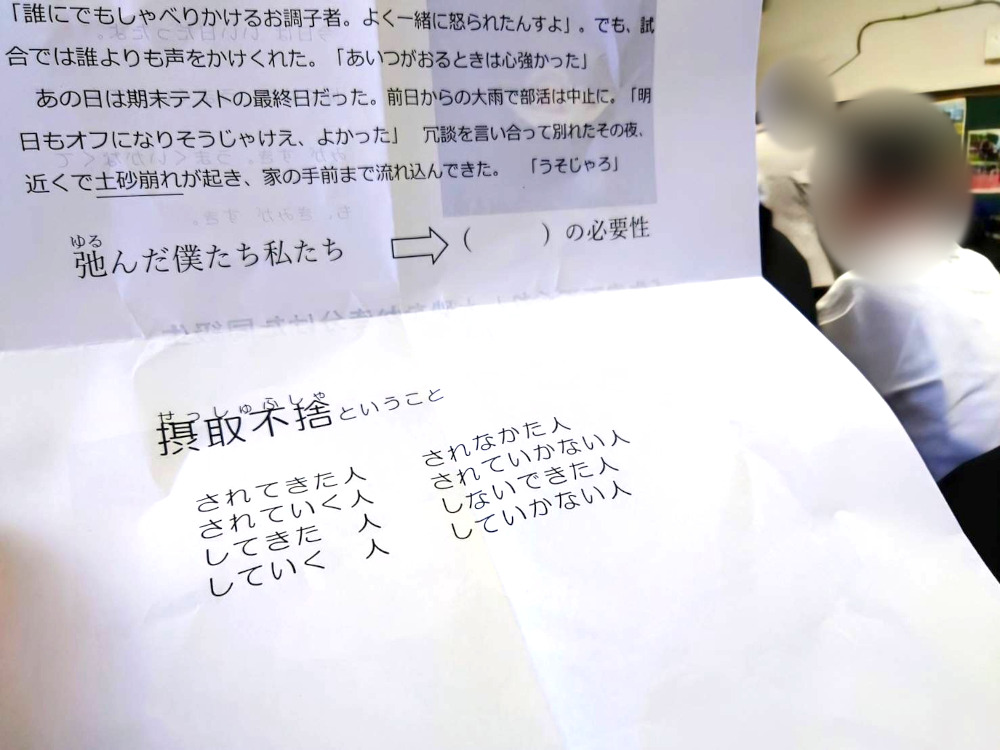 「誰にでもしゃべりかけるお調子者。よく一緒に怒られたんすよ」。でも、試
合では誰よりも声をかけくれた。「あいつがおるときは心強かった」
あの日は期末テストの最終日だった。前日からの大雨で部活は中止に。「明
日もオフになりそうじゃけえ、よかった」　冗談を言い合って別れたその夜、
近くで土砂崩れが起き、家の手前まで流れ込んできた。　「うそじゃろ」
ゆる
弛んだ僕たち私たち ⇨ (　　　) の必要性
せっしゅふしゃ
摂取不捨ということ
されてきた人　されなかた人
されていく人　されていかない人
してきた　人　しないできた人
していく　人　していかない人